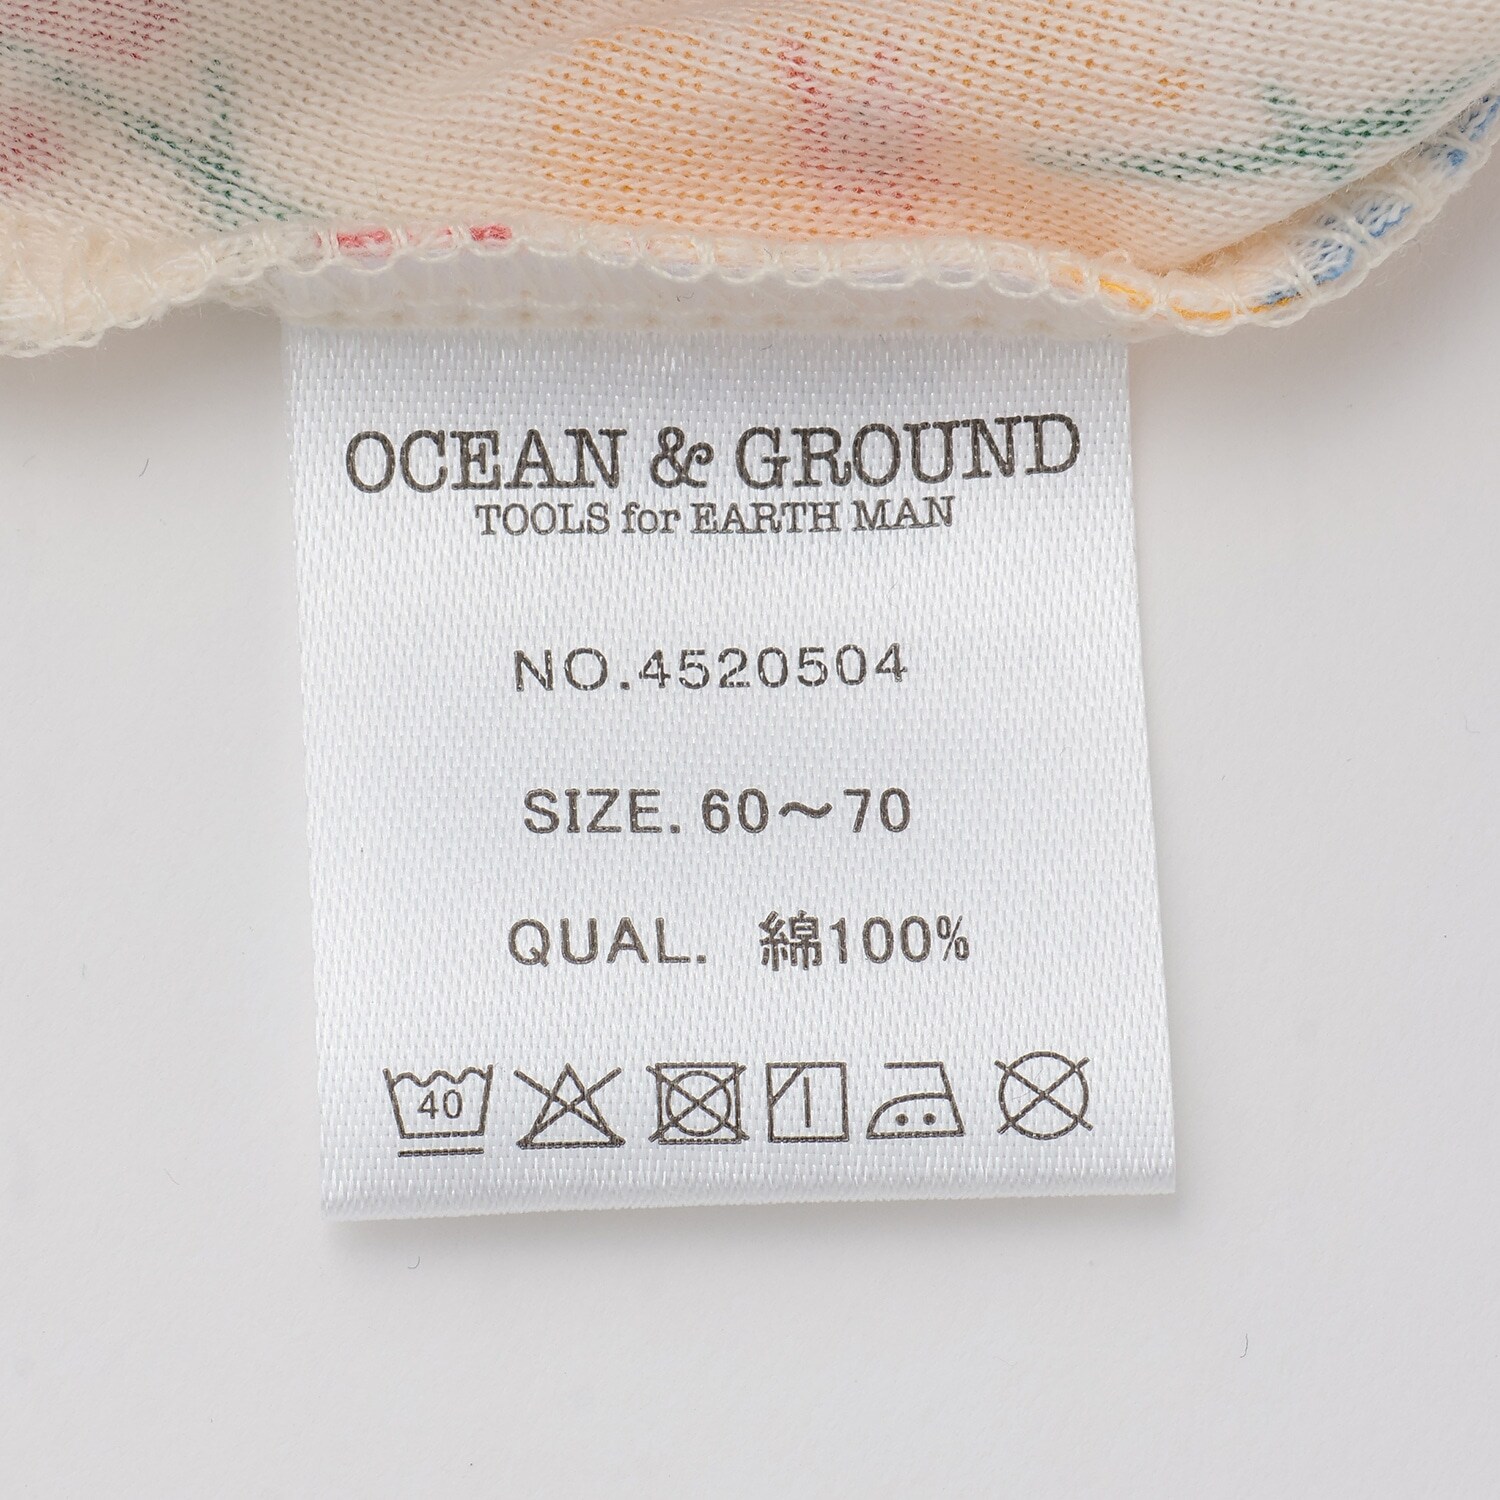 OCEAN & GROUND
TOOLS for EARTH MAN
NO.4520504
SIZE. 60～70
QUAL. 綿100%
40